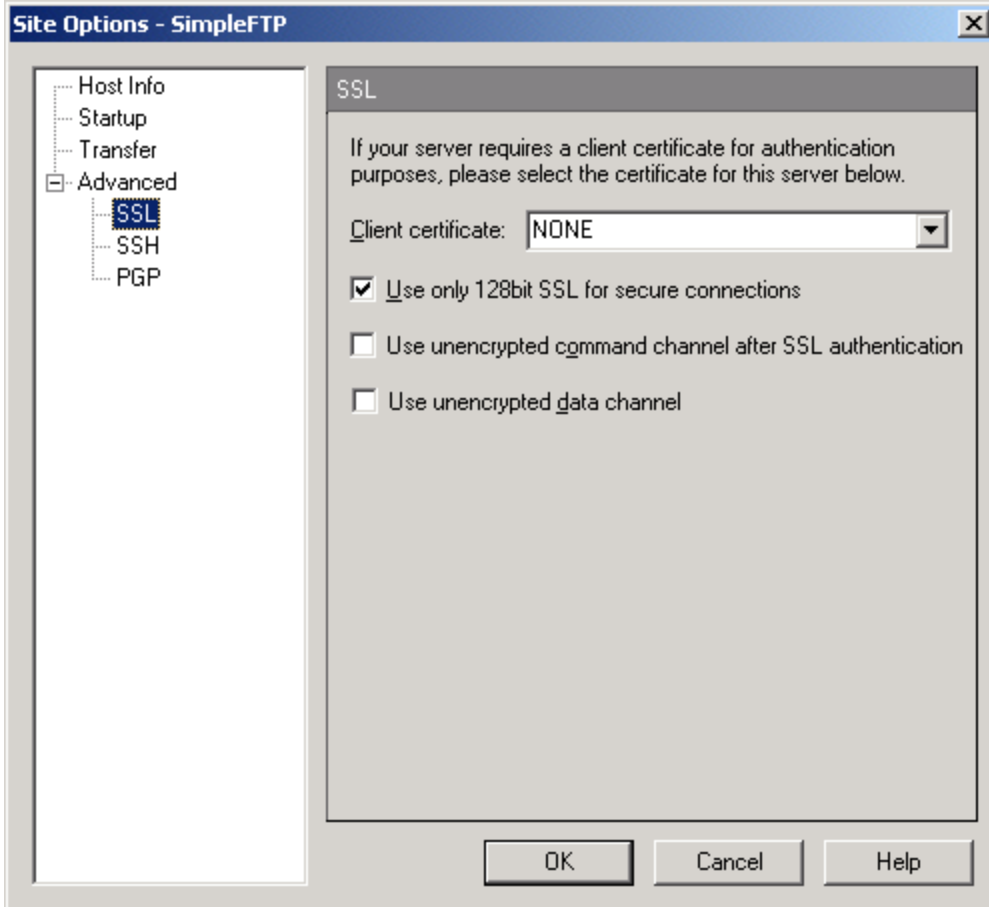 Site Options - SimpleFTP
Host Info
Startup
Transfer
Advanced
SSL
SSH
PGP
SSL
If your server requires a client certificate for authentication
purposes, please select the certificate for this server below.
Client certificate: NONE
Use only 128bit SSL for secure connections
Use unencrypted command channel after SSL authentication
Use unencrypted data channel
OK Cancel Help